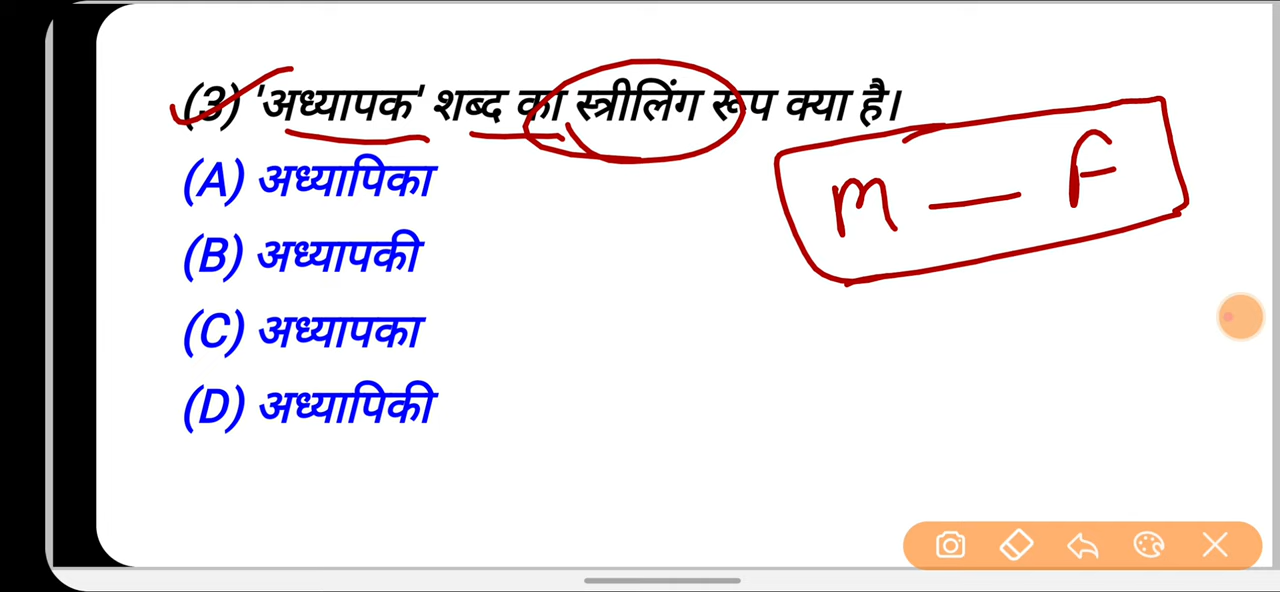 (3) 'अध्यापक' शब्द का स्त्रीलिंग रूप क्या है।
m — F
(A) अध्यापिका
(B) अध्यापकी
(C) अध्यापका
(D) अध्यापिकी